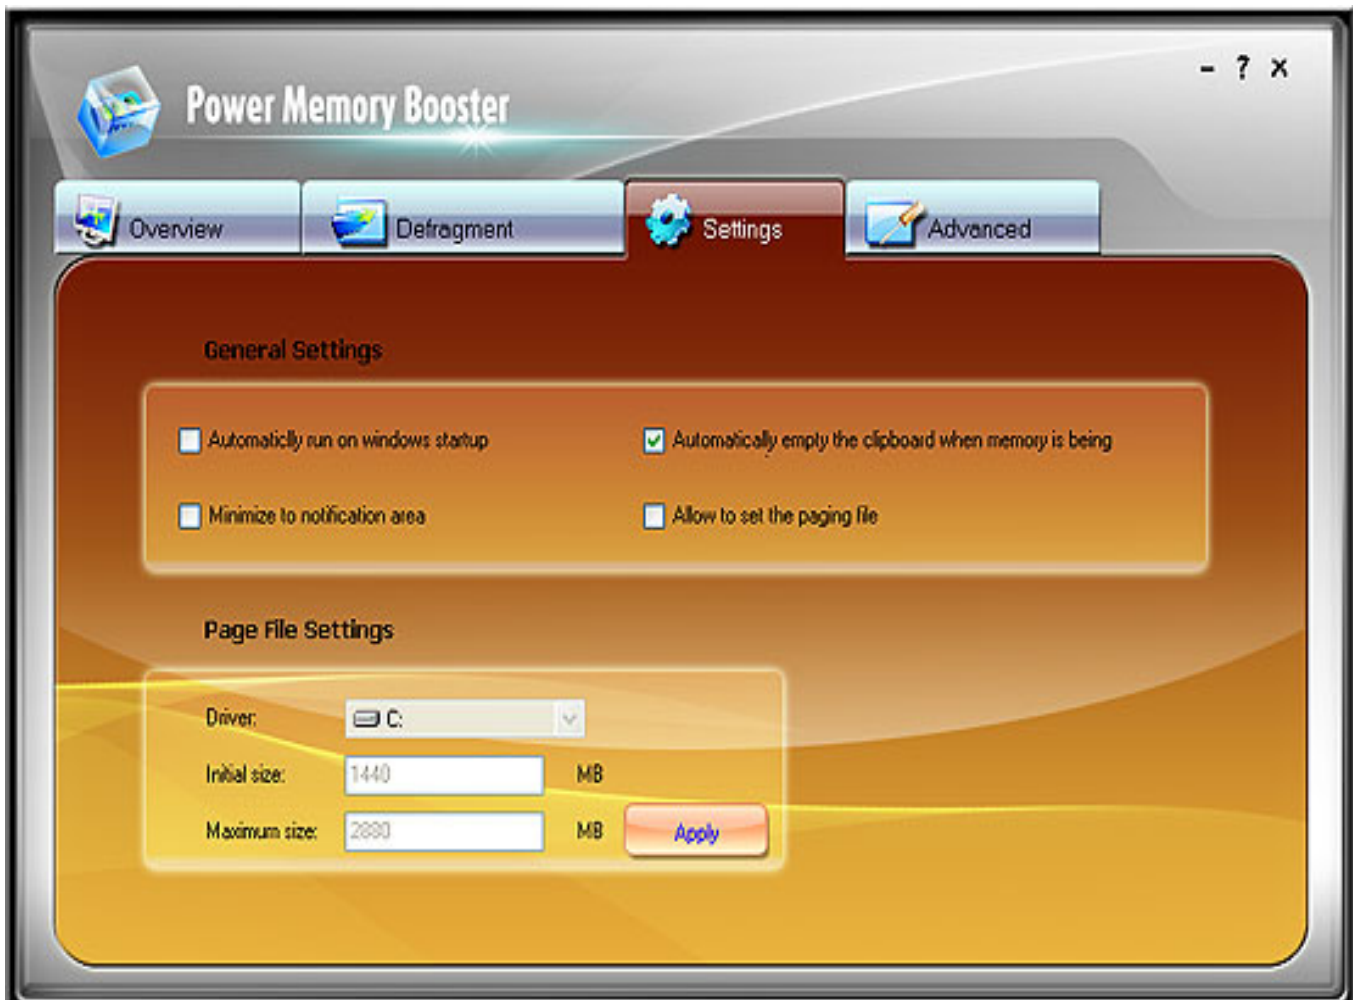 Power Memory Booster
- ? ×
Overview Defragment Settings Advanced
General Settings
Automaticlly run on windows startup Automatically empty the clipboard when memory is being
Minimize to notification area Allow to set the paging file
Page File Settings
Driver: C:
Initial size: 1440 MB
Maximum size: 2880 MB Apply